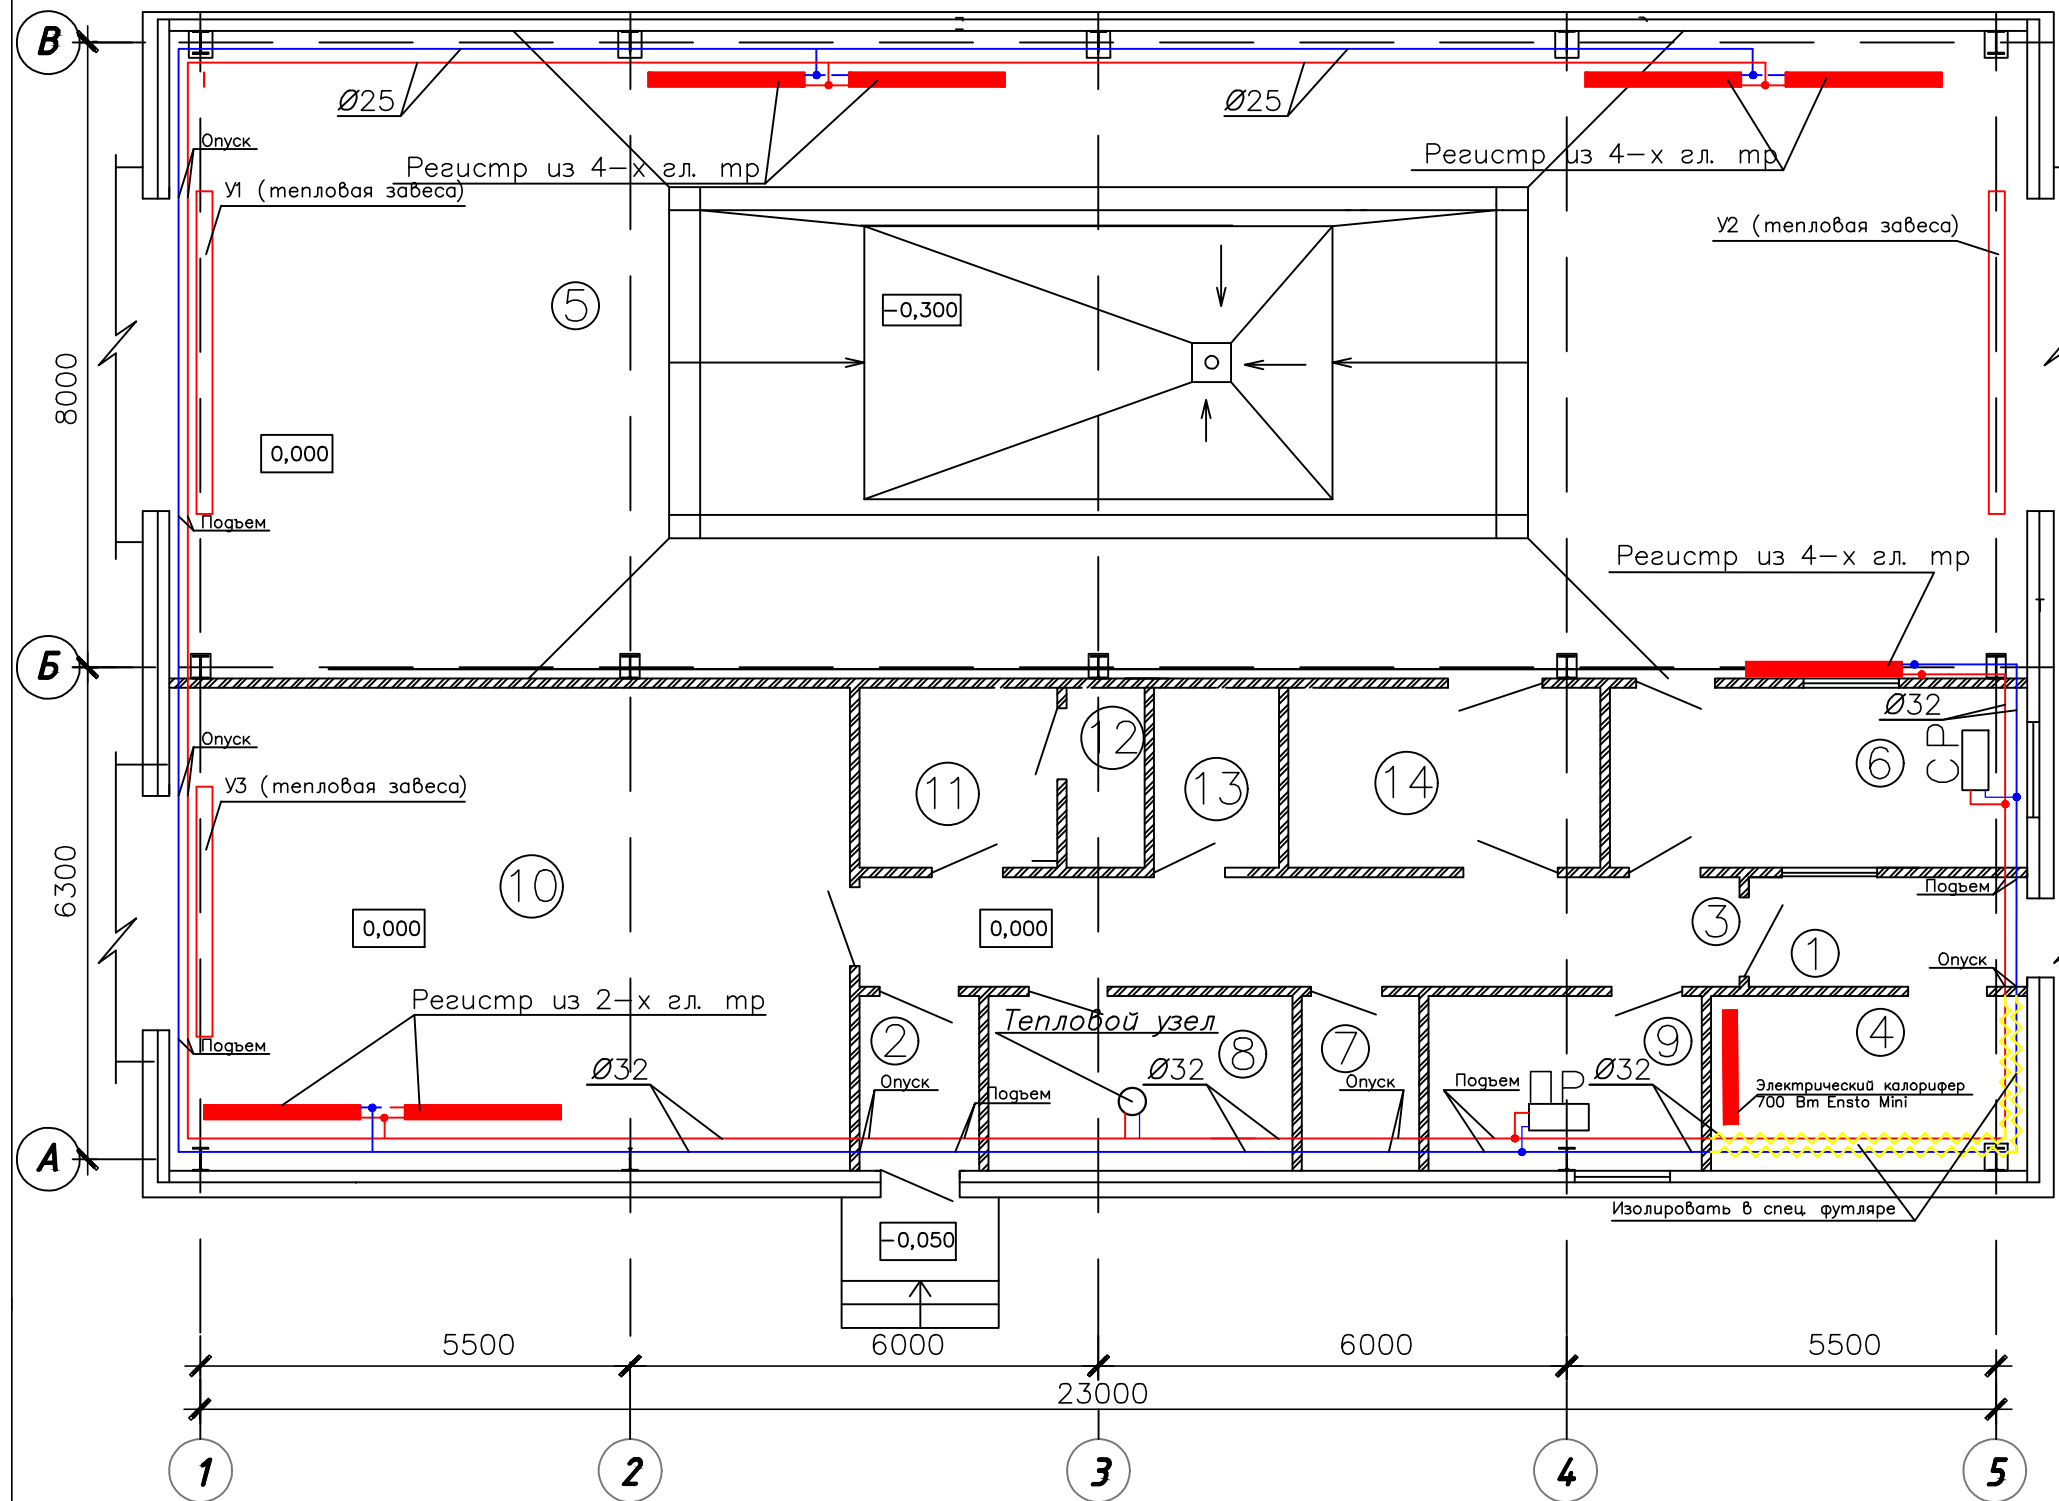 В
Ø25
Ø25
Опуск
Регистр из 4-х гл. тр
Регистр из 4-х гл. тр
У1 (тепловая завеса)
У2 (тепловая завеса)
5
-0,300
8000
0,000
Подъем
Регистр из 4-х гл. тр
Б
Ø32
Опуск
12
СР
6
У3 (тепловая завеса)
11
13
14
6300
10
Подъем
0,000
0,000
3
1
Опуск
Регистр из 2-х гл. тр
Тепловой узел
2
8
7
9
4
Подъем
Ø32
Ø32
Ø32
Опуск
Подъем
Опуск
Подъем
ПР
Электрический калорифер
700 Вт Ensto Mini
А
Изолировать в спец. футляре
-0,050
5500
6000
6000
5500
23000
1
2
3
4
5